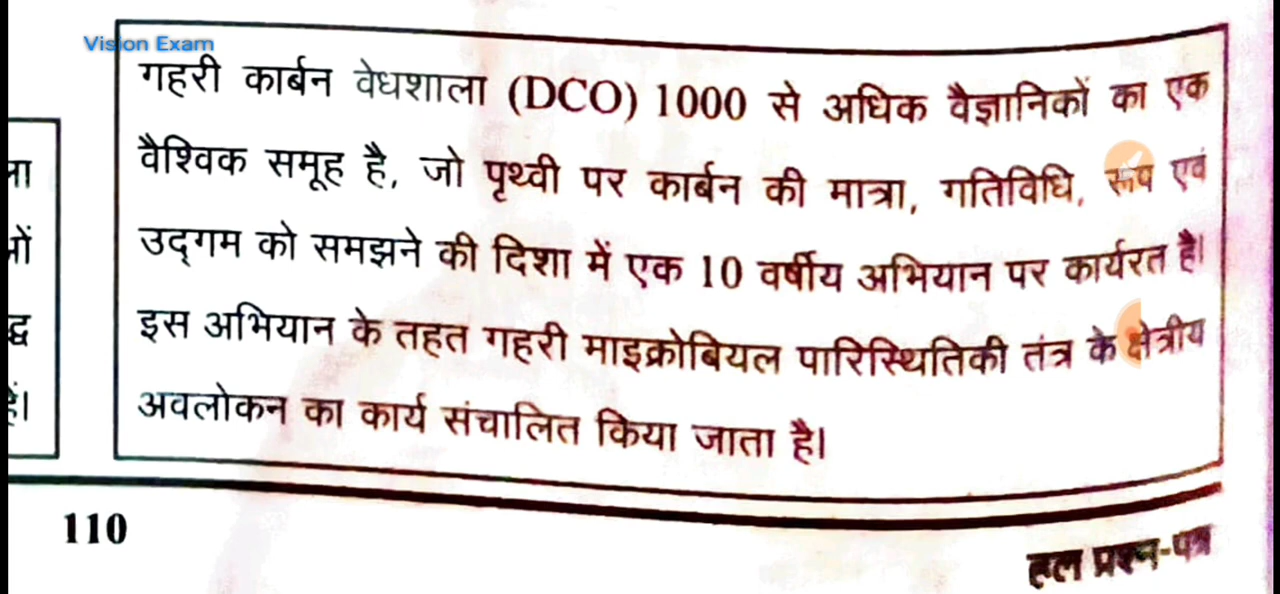 Vision Exam
गहरी कार्बन वेधशाला (DCO) 1000 से अधिक वैज्ञानिकों का एक
वैश्विक समूह है, जो पृथ्वी पर कार्बन की मात्रा, गतिविधि, रूप एवं
उद्गम को समझने की दिशा में एक 10 वर्षीय अभियान पर कार्यरत है।
इस अभियान के तहत गहरी माइक्रोबियल पारिस्थितिकी तंत्र के क्षेत्रीय
अवलोकन का कार्य संचालित किया जाता है।
110
हल प्रश्न-पत्र